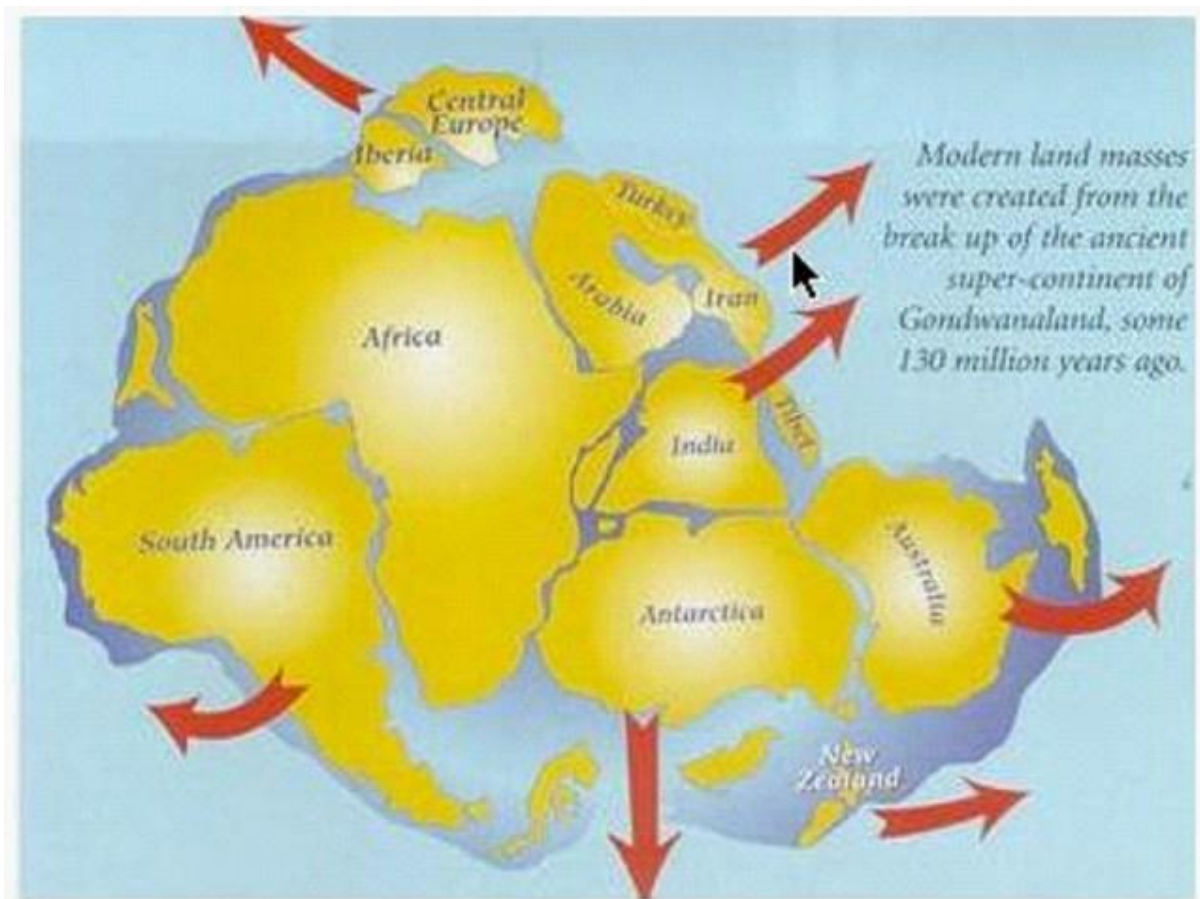 Central
Europe
Iberia
Turkey
Arabia
Iran
Modern land masses
were created from the
break up of the ancient
super-continent of
Gondwanaland, some
130 million years ago.
Africa
India
Tibet
South America
Antarctica
Australia
New
Zealand